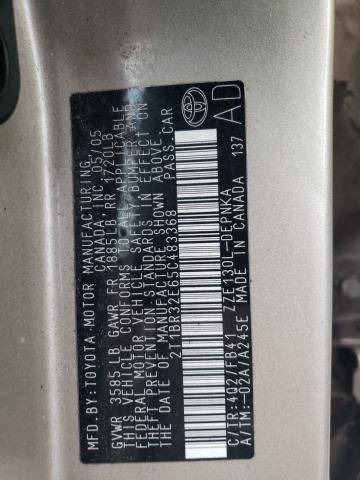 MFD.BY:TOYOTA MOTOR MANUFACTURING
CANADA INC. 05/05
GVWR 3585LB GAWR FR 1885LB RR 1720LB
THIS VEHICLE CONFORMS TO ALL APPLICABLE
FEDERAL MOTOR VEHICLE SAFETY, BUMPER AND
THEFT PREVENTION STANDARDS IN EFFECT ON
THE DATE OF MANUFACTURE SHOWN ABOVE.
2T1BR32E65C483368 PASS.CAR
C/TR:4Q2/FB41 ZZE130L-DEPNKA
A/TM:-02A/A245E MADE IN CANADA 137
AD